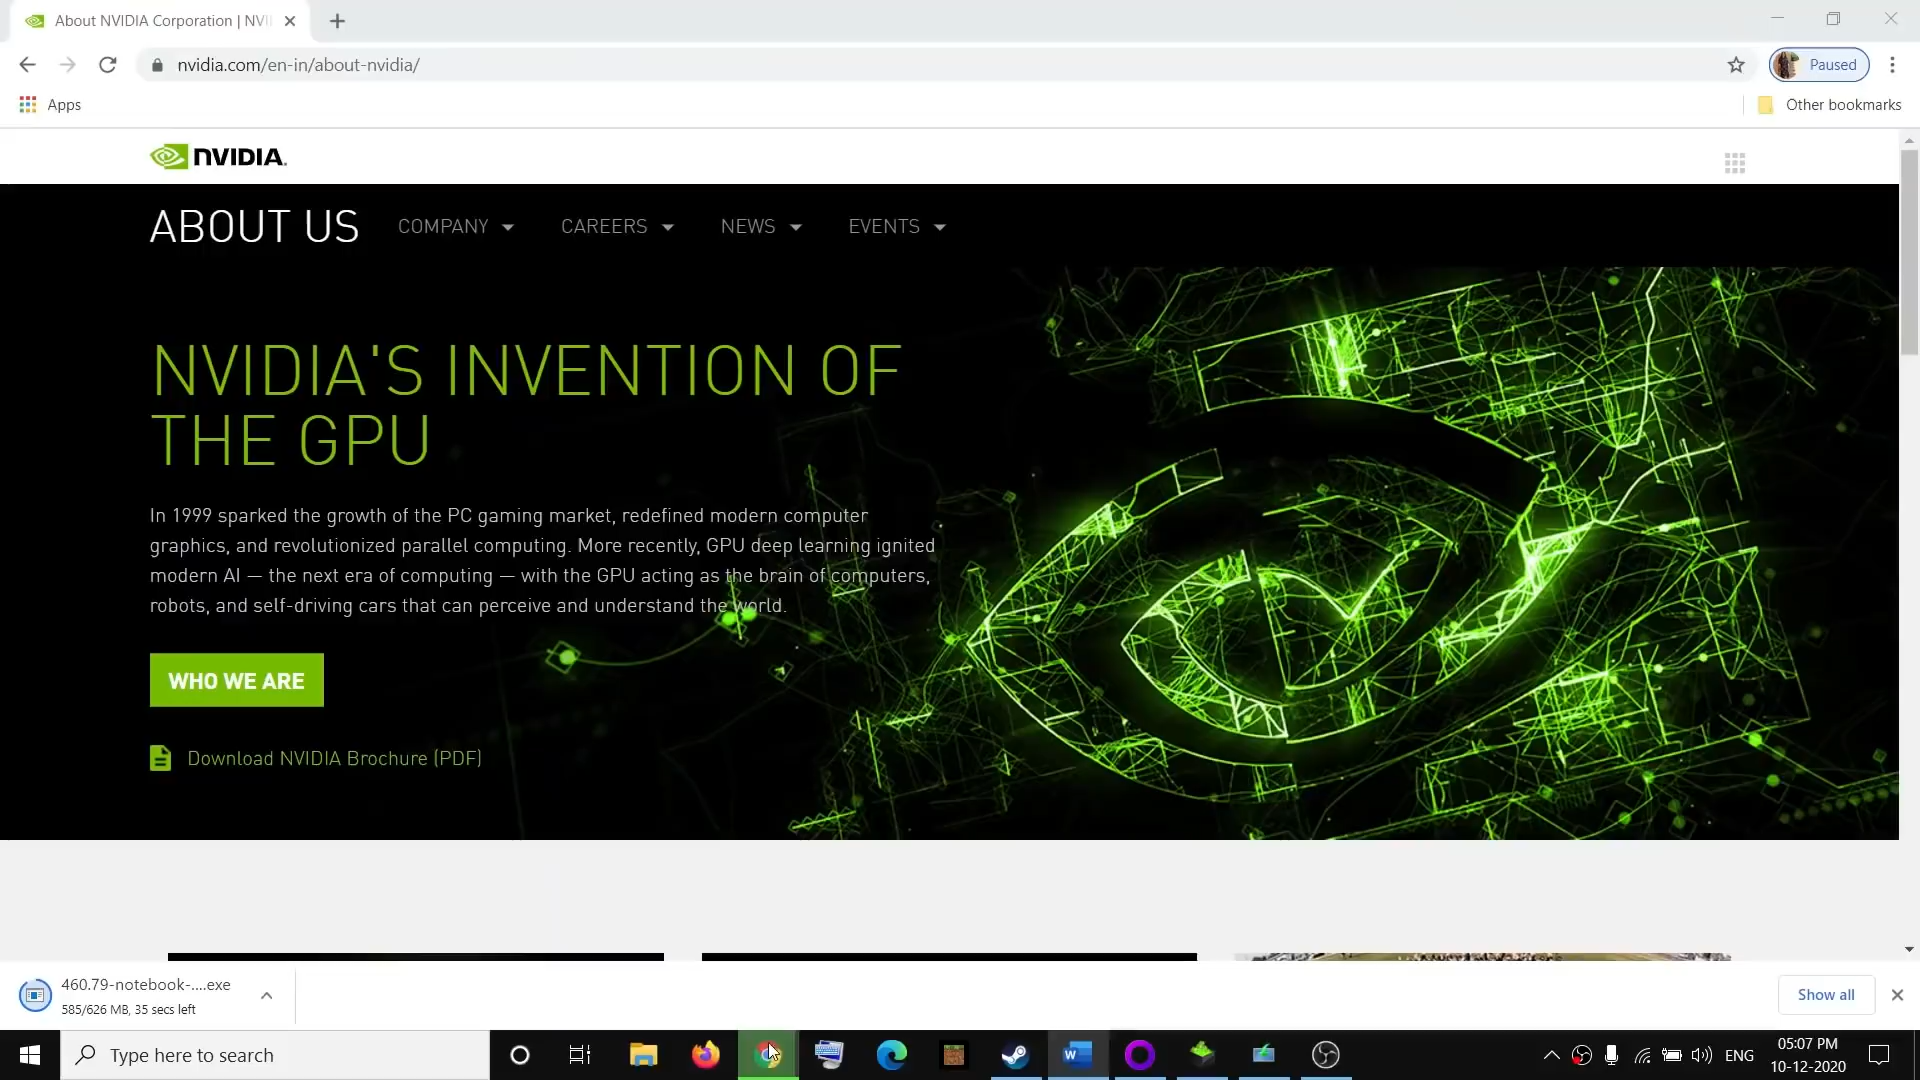 About NVIDIA Corporation | NVI
nvidia.com/en-in/about-nvidia/
Paused
Apps
Other bookmarks
NVIDIA.
ABOUT US
COMPANY
CAREERS
NEWS
EVENTS
NVIDIA'S INVENTION OF
THE GPU
In 1999 sparked the growth of the PC gaming market, redefined modern computer
graphics, and revolutionized parallel computing. More recently, GPU deep learning ignited
modern AI — the next era of computing — with the GPU acting as the brain of computers,
robots, and self-driving cars that can perceive and understand the world.
WHO WE ARE
Download NVIDIA Brochure (PDF)
460.79-notebook-....exe
585/626 MB, 35 secs left
Show all
Type here to search
W
ENG
05:07 PM
10-12-2020